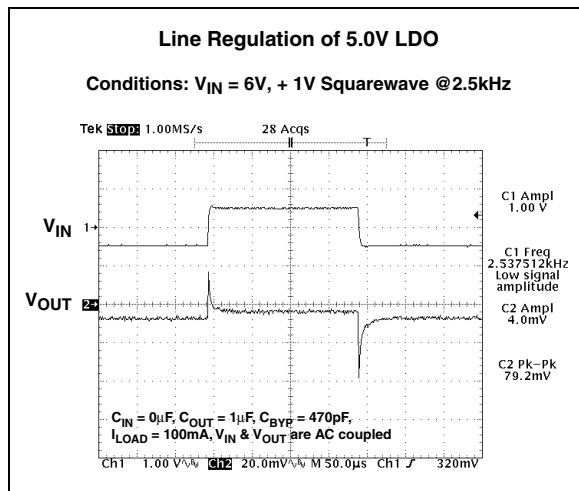 Line Regulation of 5.0V LDO
Conditions: VIN = 6V, + 1V Squarewave @2.5kHz
Tek Stop: 1.00MS/s 28 Acqs
T
C1 Ampl
1.00 V
VIN 1
C1 Freq
2.537512kHz
Low signal
amplitude
VOUT 2
C2 Ampl
4.0mV
C2 Pk-Pk
79.2mV
CIN = 0μF, COUT = 1μF, CBYP = 470pF,
ILOAD = 100mA, VIN & VOUT are AC coupled
Ch1 1.00 V Ch2 20.0mV M 50.0µs Ch1 320mV